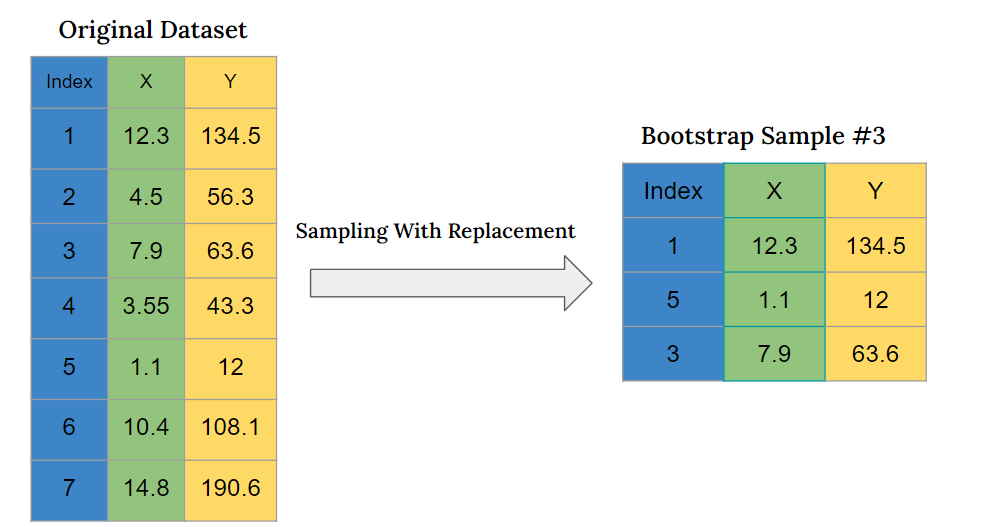 Original Dataset
Index X Y
1 12.3 134.5
2 4.5 56.3
3 7.9 63.6
4 3.55 43.3
5 1.1 12
6 10.4 108.1
7 14.8 190.6
Sampling With Replacement
Bootstrap Sample #3
Index X Y
1 12.3 134.5
5 1.1 12
3 7.9 63.6